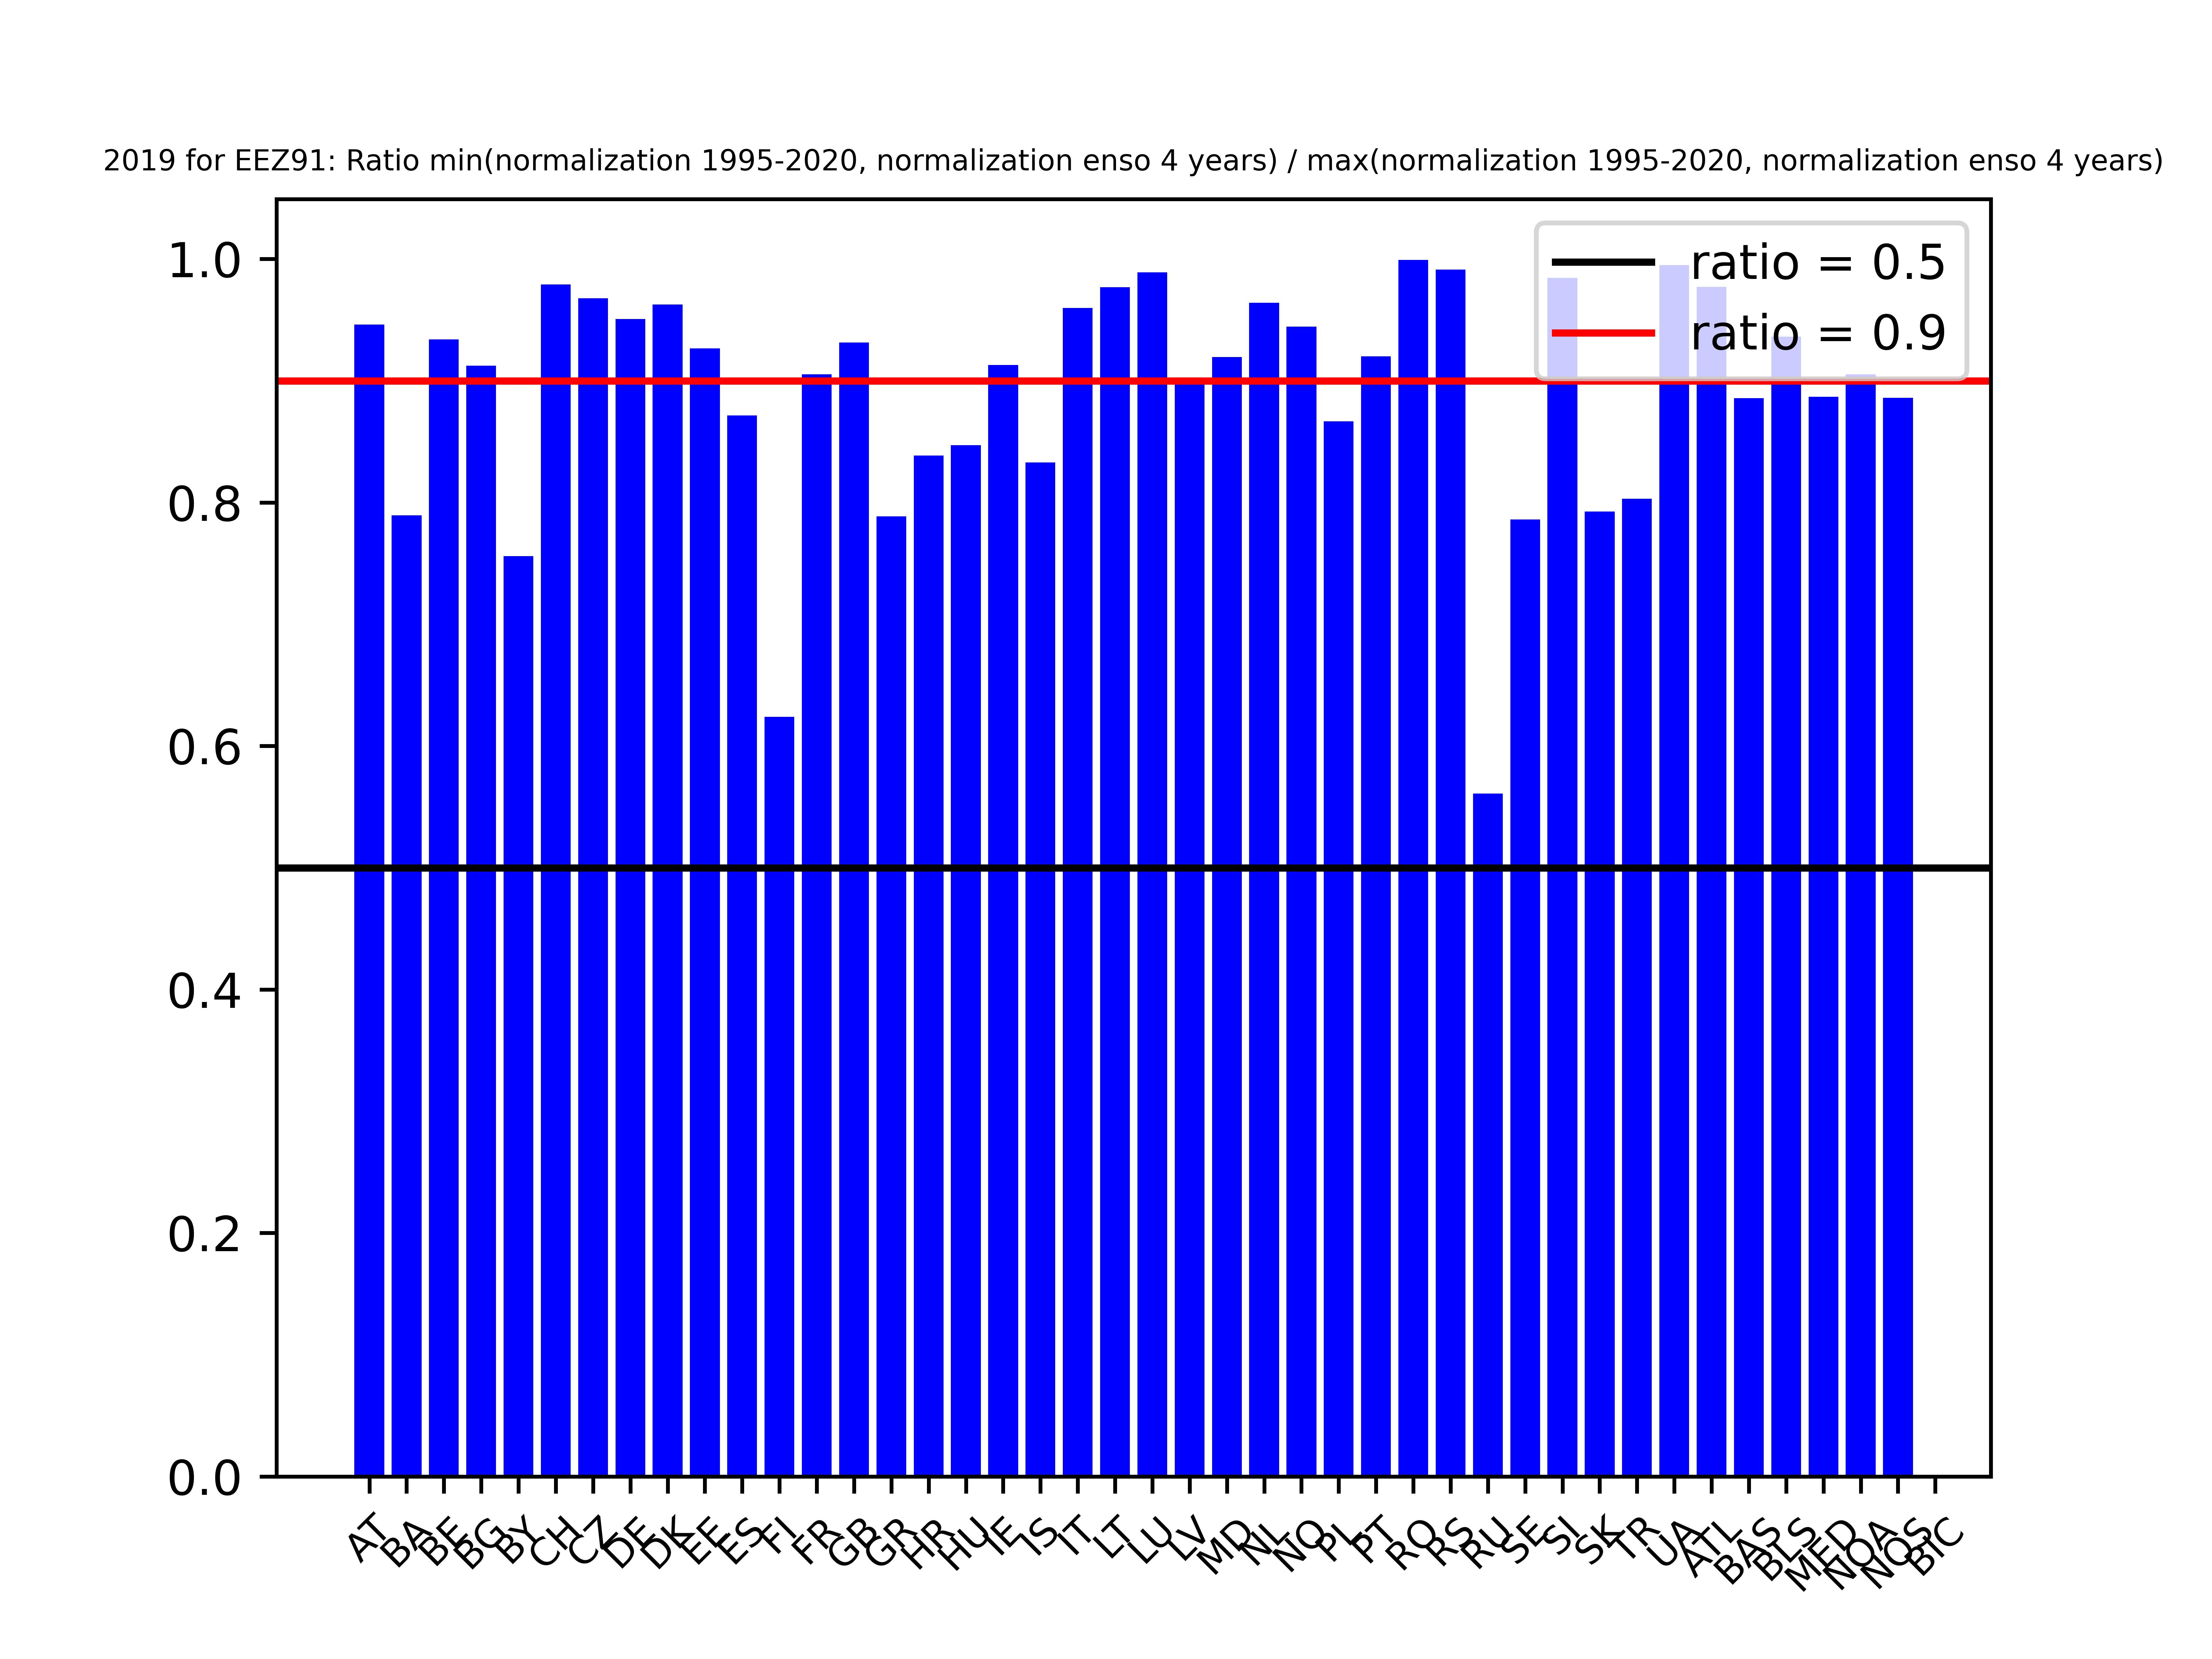 2019 for EEZ91: Ratio min(normalization 1995-2020, normalization enso 4 years) / max(normalization 1995-2020, normalization enso 4 years)
ratio = 0.5
ratio = 0.9
1.0
0.8
0.6
0.4
0.2
0.0
AT BA BE BG BY CH CZ DE DK EE ES FI FR GB GR HR HU IE IS IT LT LU LV MD NL NO PL PT RO RS RU SE SI SK TR UA ATL BAS BLS MED NOA NOS BIC